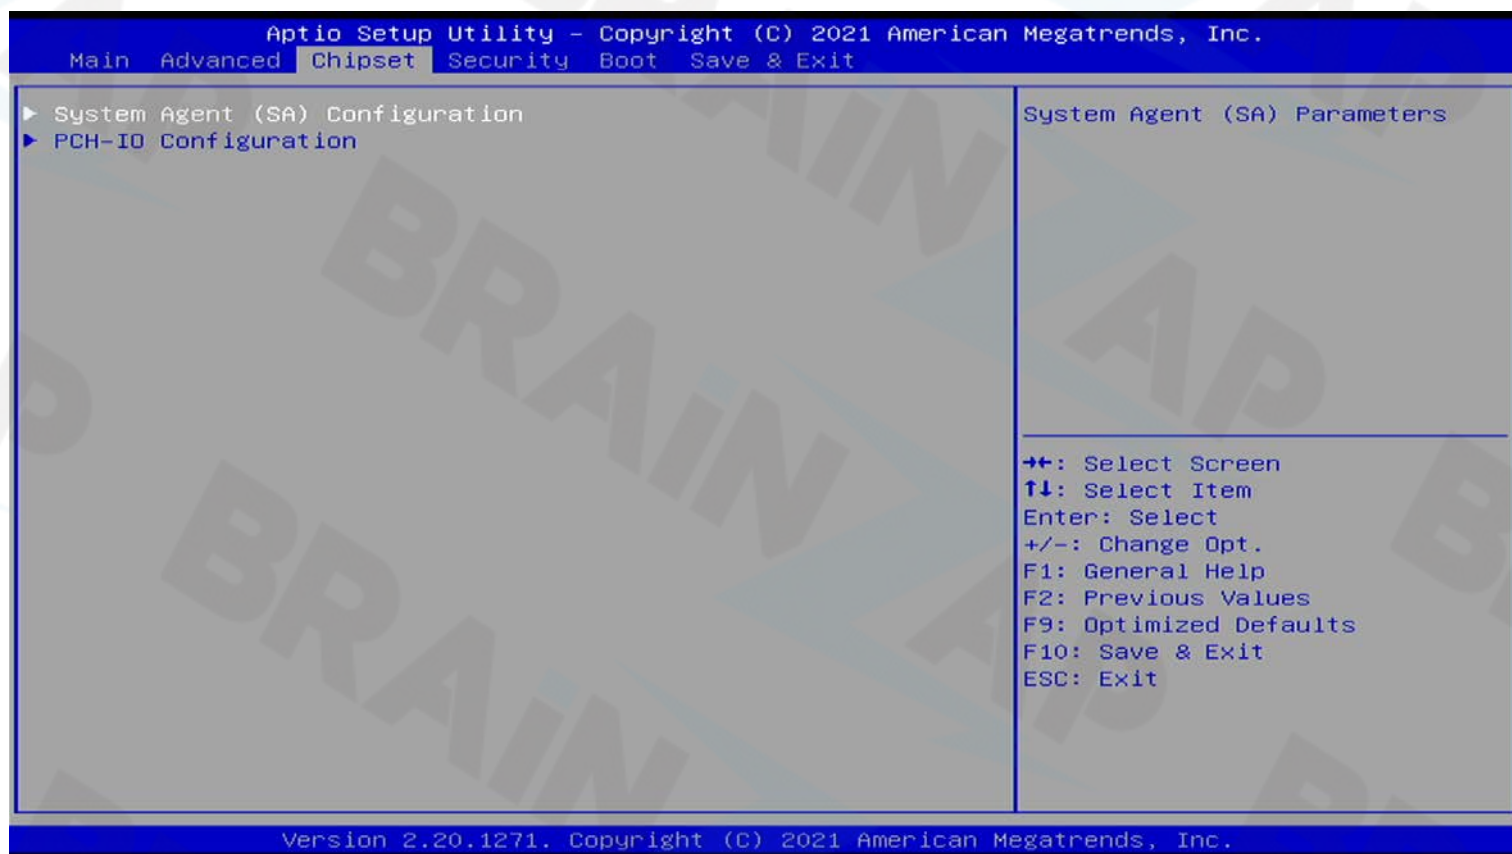 Aptio Setup Utility – Copyright (C) 2021 American Megatrends, Inc.
Main Advanced Chipset Security Boot Save & Exit
▶ System Agent (SA) Configuration
▶ PCH-IO Configuration
System Agent (SA) Parameters
→←: Select Screen
↑↓: Select Item
Enter: Select
+/-: Change Opt.
F1: General Help
F2: Previous Values
F9: Optimized Defaults
F10: Save & Exit
ESC: Exit
Version 2.20.1271. Copyright (C) 2021 American Megatrends, Inc.
BRAiNZAP
BRAiNZAP